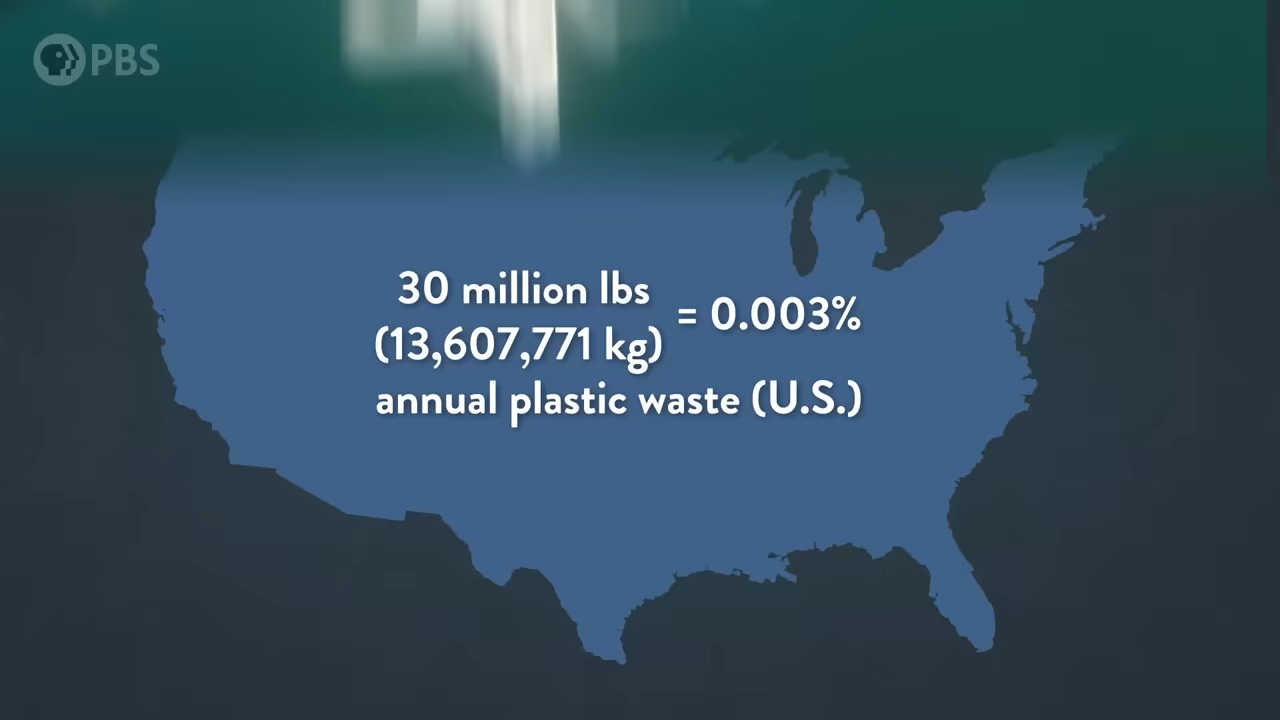 PBS
30 million lbs
(13,607,771 kg)
= 0.003%
annual plastic waste (U.S.)